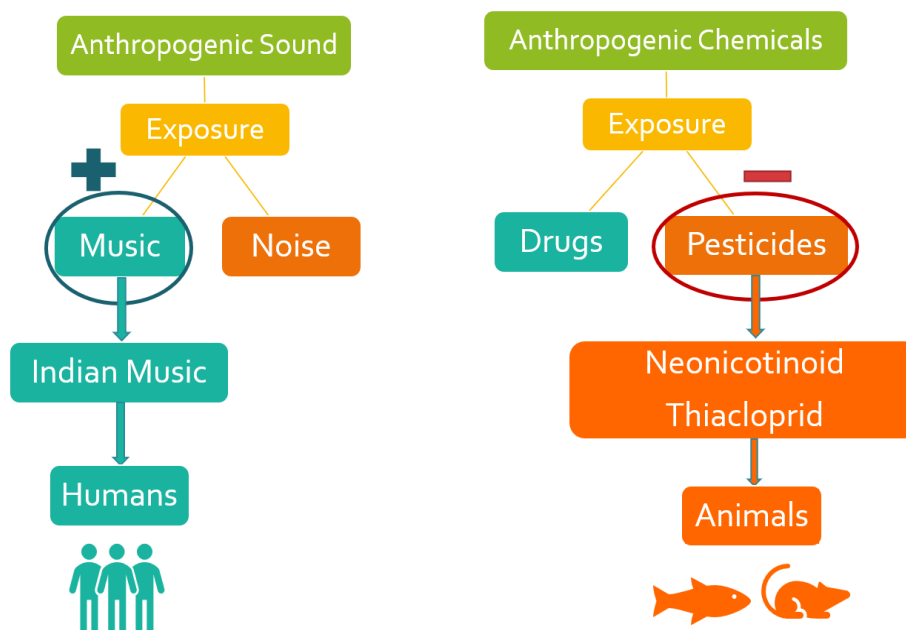 Anthropogenic Sound
Exposure
Music
Noise
Indian Music
Humans
Anthropogenic Chemicals
Exposure
Drugs
Pesticides
Neonicotinoid
Thiacloprid
Animals